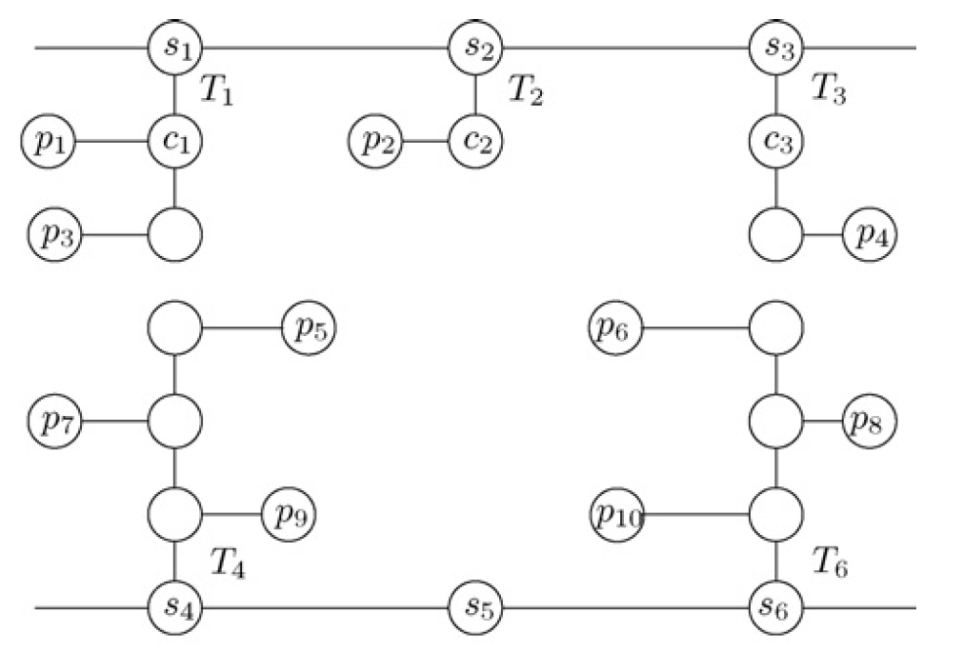 s₁ s₂ s₃
T₁ T₂ T₃
p₁ c₁ p₂ c₂ c₃
p₃ p₄
p₅ p₆
p₇ p₈
p₉ p₁₀
T₄ T₆
s₄ s₅ s₆